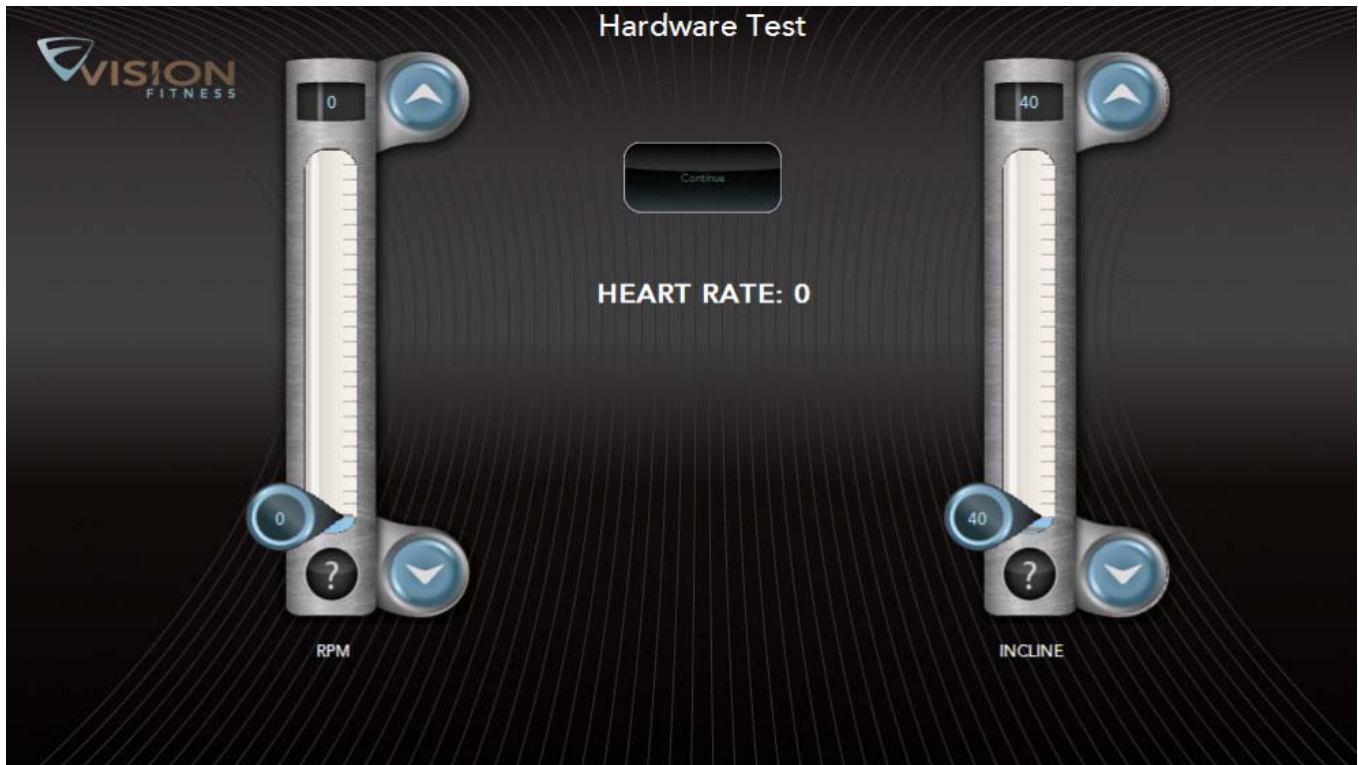 Hardware Test
VISION
FITNESS
0
40
Continue
HEART RATE: 0
0
40
?
?
RPM
INCLINE